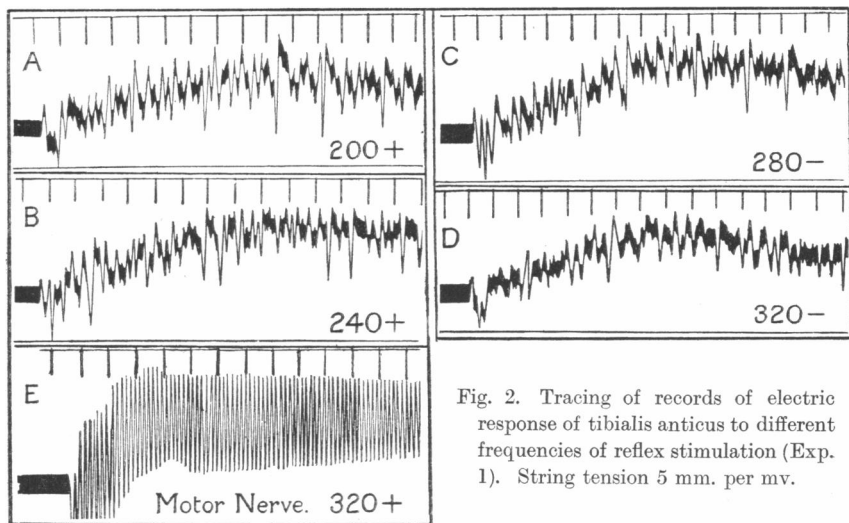 A
200+
B
240+
C
280-
D
320-
E
Motor Nerve. 320+
Fig. 2. Tracing of records of electric
response of tibialis anticus to different
frequencies of reflex stimulation (Exp.
1). String tension 5 mm. per mv.